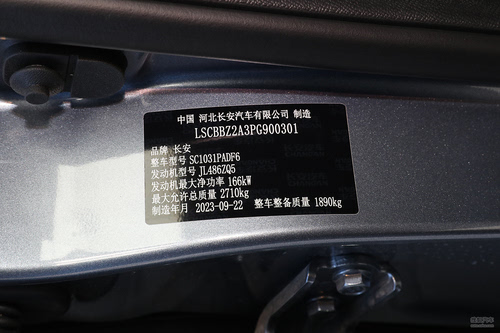 中国 河北长安汽车有限公司 制造
LSCBBZ2A3PG900301
品牌 长安
整车型号 SC1031PADF6
发动机型号 JL486ZQ5
发动机最大净功率 166kW
最大允许总质量 2710kg
制造年月 2023-09-22 整车整备质量 1890kg